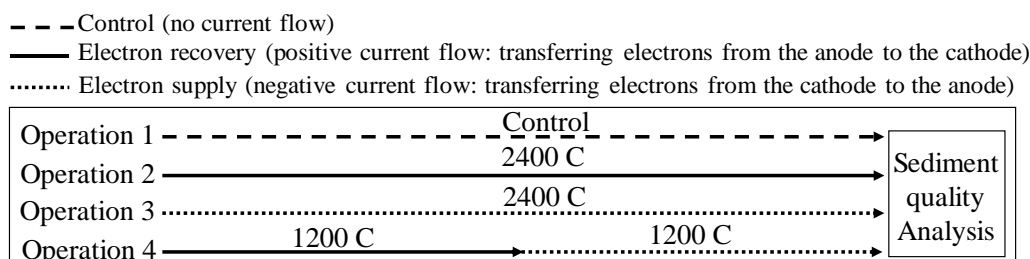 Control (no current flow)
Electron recovery (positive current flow: transferring electrons from the anode to the cathode)
Electron supply (negative current flow: transferring electrons from the cathode to the anode)
Operation 1 Control
Operation 2 2400 C
Operation 3 2400 C
Operation 4 1200 C 1200 C
Sediment
quality
Analysis